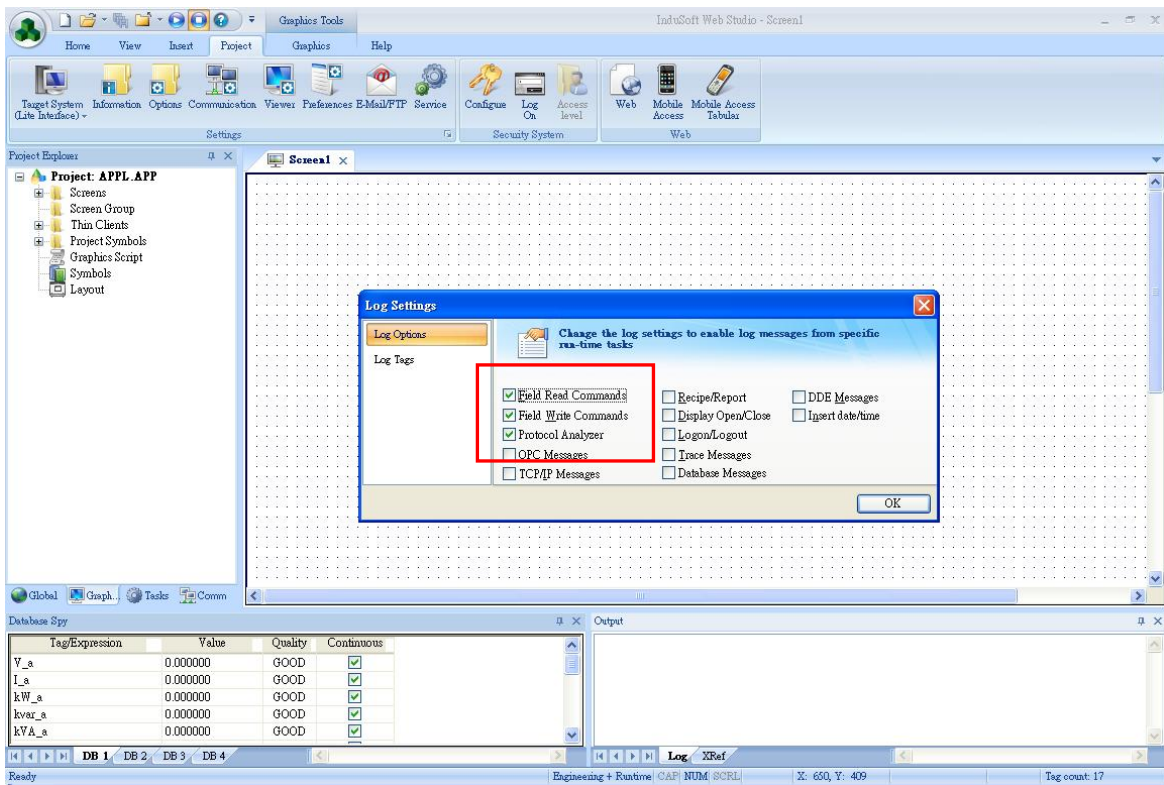 Graphics Tools
InduSoft Web Studio - Screen1
Home View Insert Project Graphics Help
Target System (Lite Interface)
Information
Options
Communication
Viewer
Preferences
E-Mail/FTP
Service
Configure
Log On
Access level
Web
Mobile Access
Mobile Access Tabular
Settings
Security System
Web
Project Explorer
Screen1
Project: APPL.APP
Screens
Screen Group
Thin Clients
Project Symbols
Graphics Script
Symbols
Layout
Log Settings
Log Options
Log Tags
Change the log settings to enable log messages from specific
run-time tasks
Field Read Commands
Field Write Commands
Protocol Analyzer
OPC Messages
TCP/IP Messages
Recipe/Report
Display Open/Close
Logon/Logout
Trace Messages
Database Messages
DDE Messages
Insert date/time
OK
Global Graph... Tasks Comm
Database Spy
Tag/Expression Value Quality Continuous
V_a 0.000000 GOOD
I_a 0.000000 GOOD
kW_a 0.000000 GOOD
kvar_a 0.000000 GOOD
kVA_a 0.000000 GOOD
DB 1 DB 2 DB 3 DB 4
Output
Log XRef
Ready
Engineering + Runtime CAP NUM SCRL X: 650, Y: 409 Tag count: 17